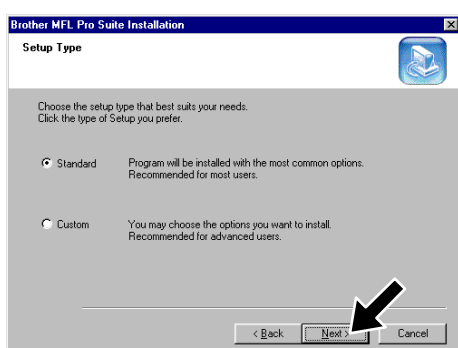 Brother MFL Pro Suite Installation
Setup Type
Choose the setup type that best suits your needs.
Click the type of Setup you prefer.
Standard
Program will be installed with the most common options.
Recommended for most users.
Custom
You may choose the options you want to install.
Recommended for advanced users.
< Back Next > Cancel